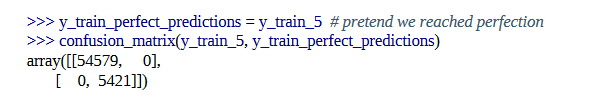 >>> y_train_perfect_predictions = y_train_5  # pretend we reached perfection
>>> confusion_matrix(y_train_5, y_train_perfect_predictions)
array([[54579,     0],
       [    0,  5421]])